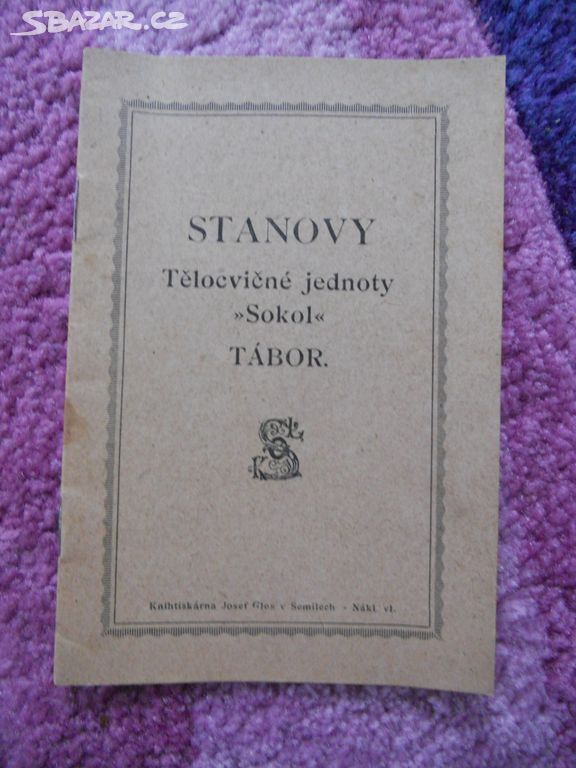 SBAZAR.CZ
STANOVY
Tělocvičné jednoty
»Sokol«
TÁBOR.
Knihtiskárna Josef Glos v Semilech - Nákl. vl.